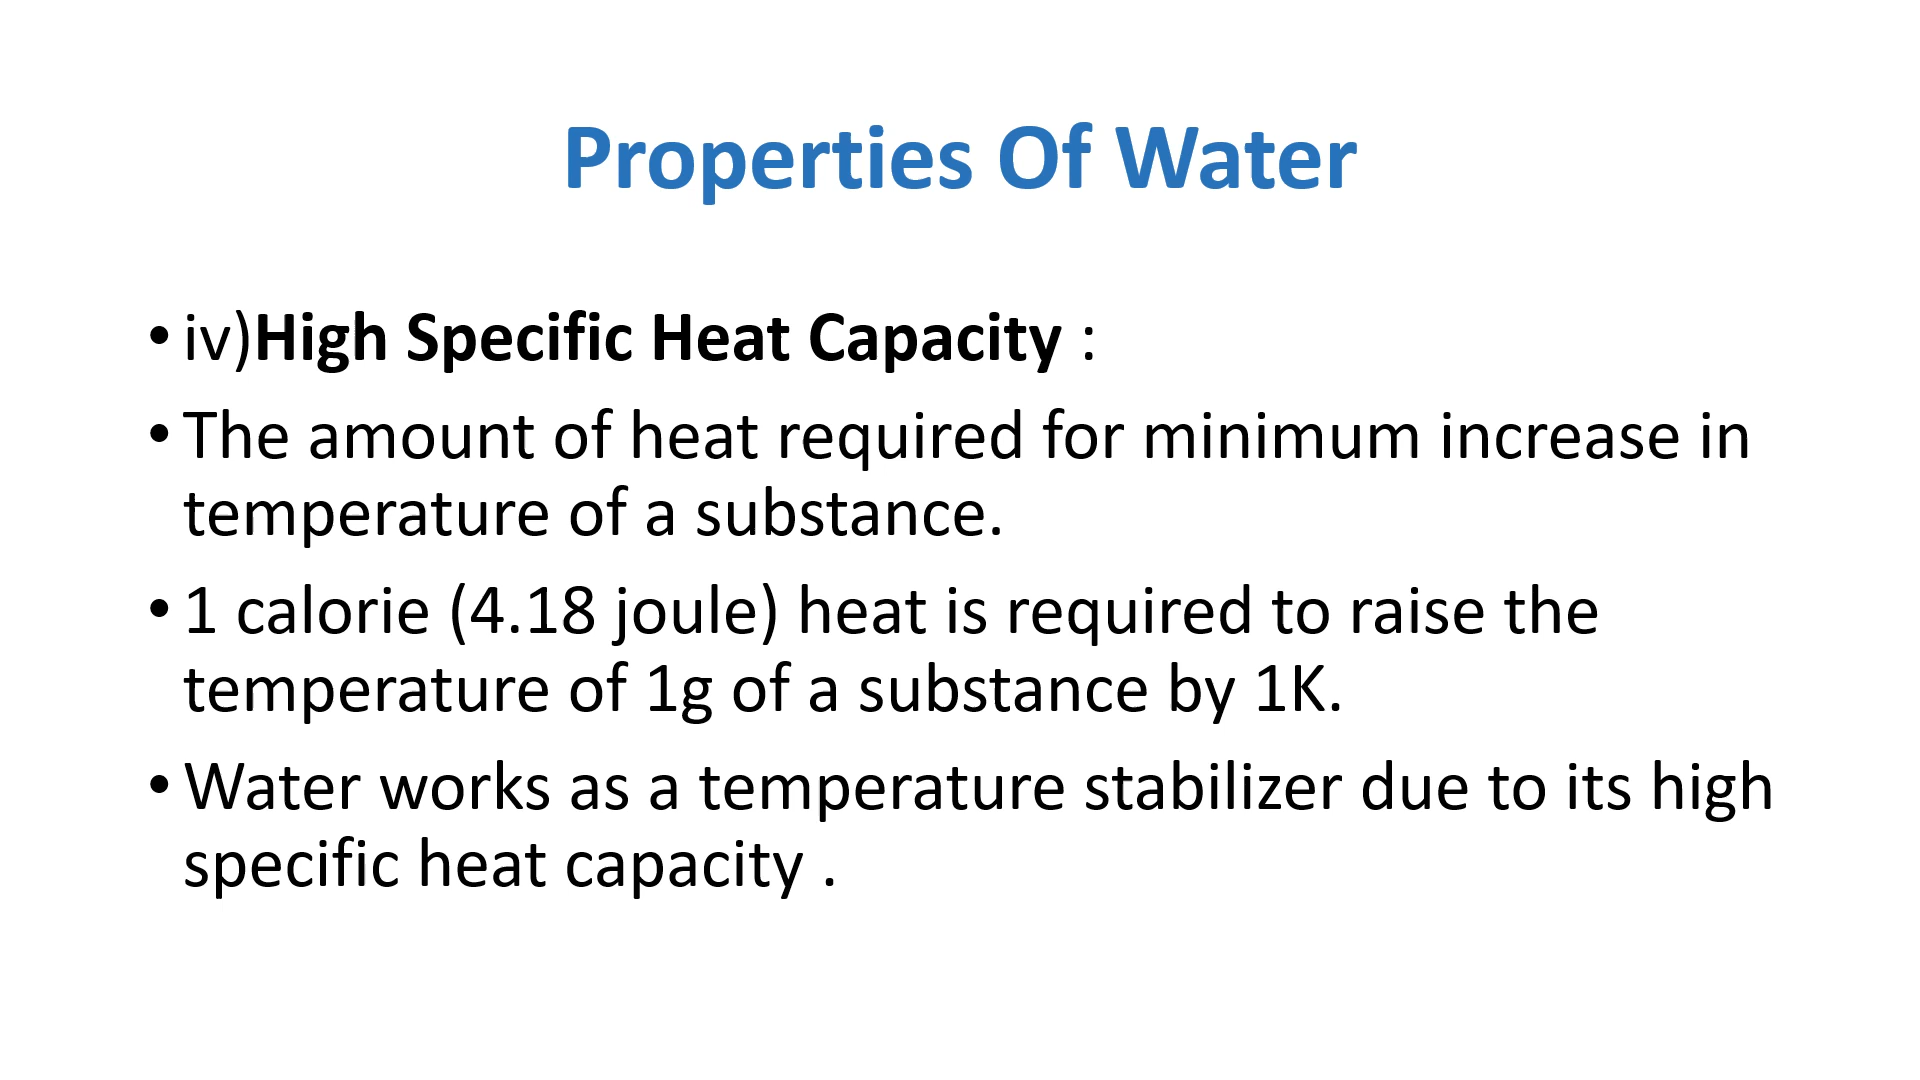 Properties Of Water
• iv)High Specific Heat Capacity :
• The amount of heat required for minimum increase in
temperature of a substance.
• 1 calorie (4.18 joule) heat is required to raise the
temperature of 1g of a substance by 1K.
• Water works as a temperature stabilizer due to its high
specific heat capacity .